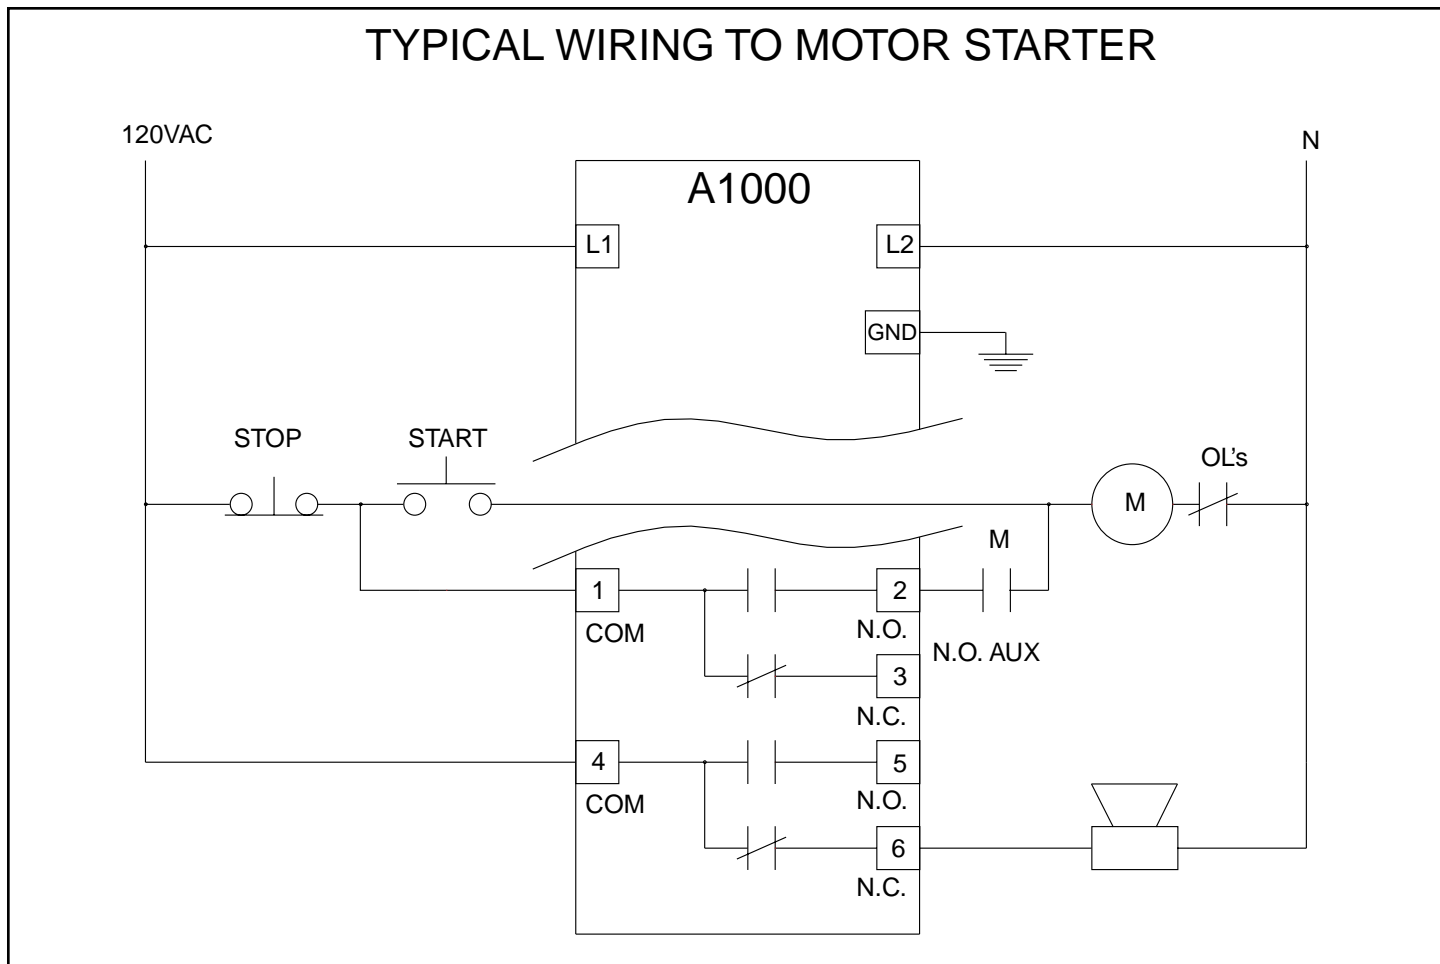 TYPICAL WIRING TO MOTOR STARTER
120VAC
N
A1000
L1
L2
GND
STOP
START
OL's
M
M
1
2
COM
N.O.
N.O. AUX
3
N.C.
4
5
COM
N.O.
6
N.C.